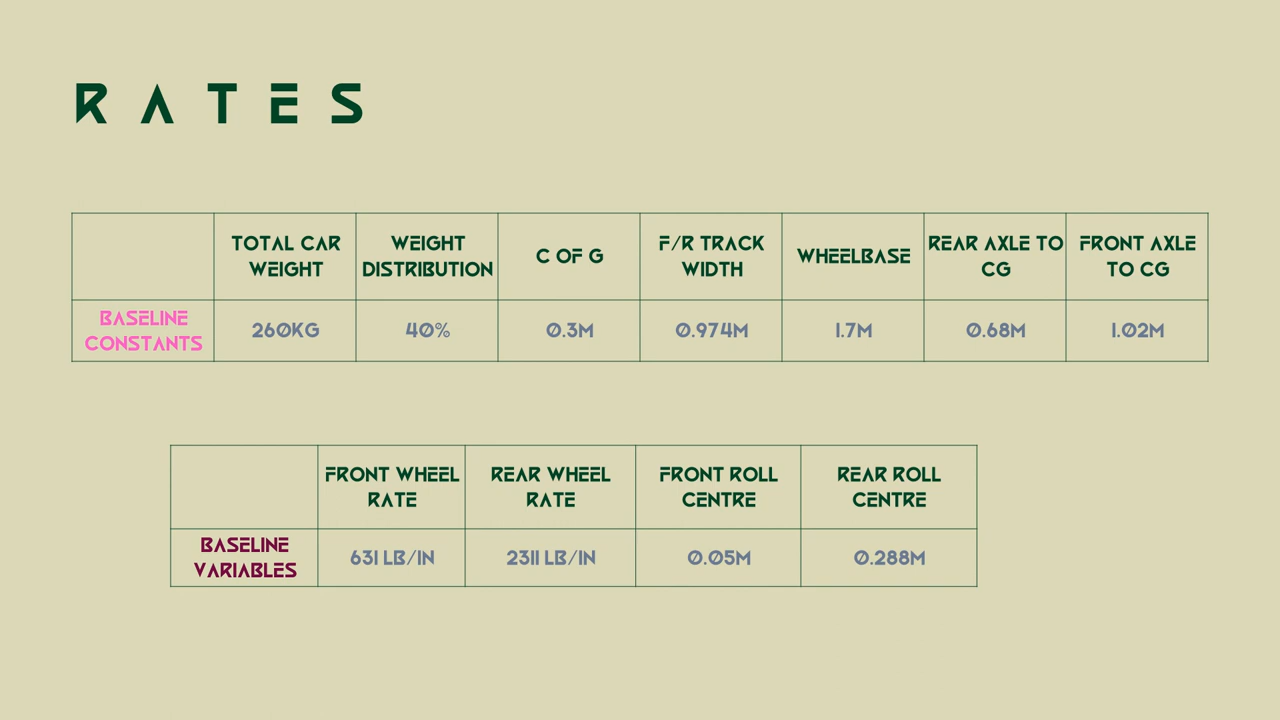 RATES
TOTAL CAR WEIGHT
WEIGHT DISTRIBUTION
C OF G
F/R TRACK WIDTH
WHEELBASE
REAR AXLE TO CG
FRONT AXLE TO CG
BASELINE CONSTANTS
260KG
40%
0.3M
0.974M
1.7M
0.68M
1.02M
FRONT WHEEL RATE
REAR WHEEL RATE
FRONT ROLL CENTRE
REAR ROLL CENTRE
BASELINE VARIABLES
631 LB/IN
2311 LB/IN
0.05M
0.288M